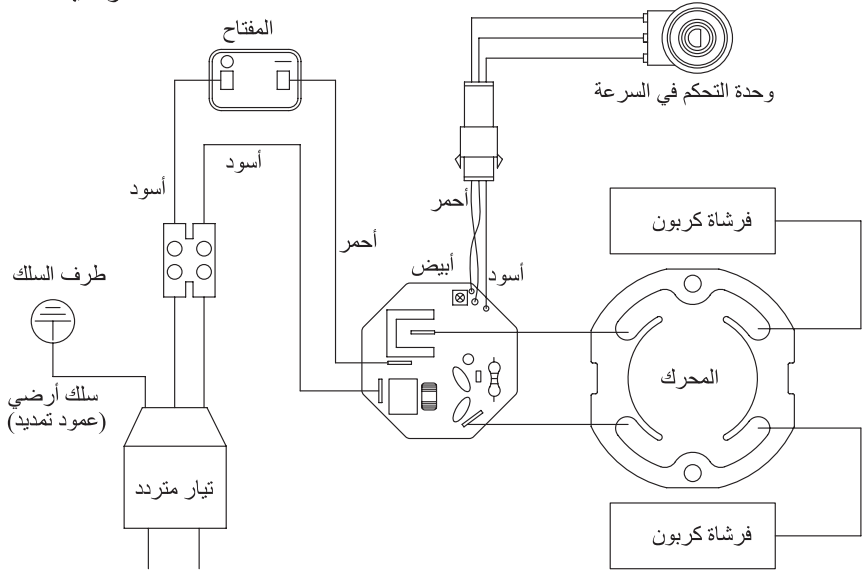 المفتاح
وحدة التحكم في السرعة
أسود
أسود
أحمر
أحمر
أبيض
أسود
فرشاة كربون
طرف السلك
المحرك
سلك أرضي
(عمود تمديد)
تيار متردد
فرشاة كربون